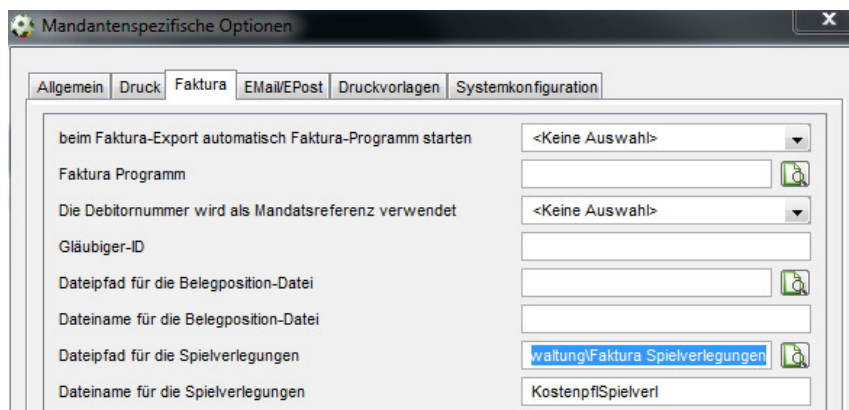 Mandantenspezifische Optionen
x
Allgemein Druck Faktura EMail/EPost Druckvorlagen Systemkonfiguration
beim Faktura-Export automatisch Faktura-Programm starten <Keine Auswahl>
Faktura Programm
Die Debitornummer wird als Mandatsreferenz verwendet <Keine Auswahl>
Gläubiger-ID
Dateipfad für die Belegposition-Datei
Dateiname für die Belegposition-Datei
Dateipfad für die Spielverlegungen waltung\Faktura Spielverlegungen
Dateiname für die Spielverlegungen KostenpflSpielverl